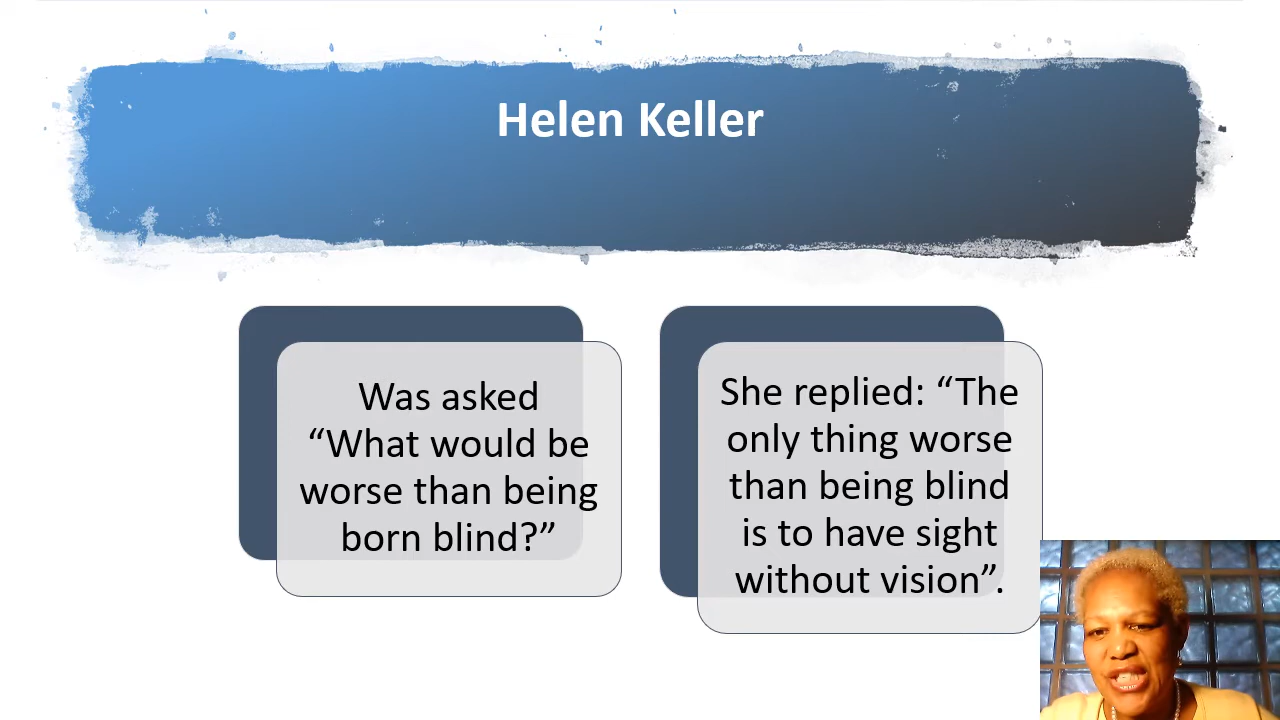 Helen Keller
Was asked
“What would be
worse than being
born blind?”
She replied: “The
only thing worse
than being blind
is to have sight
without vision”.